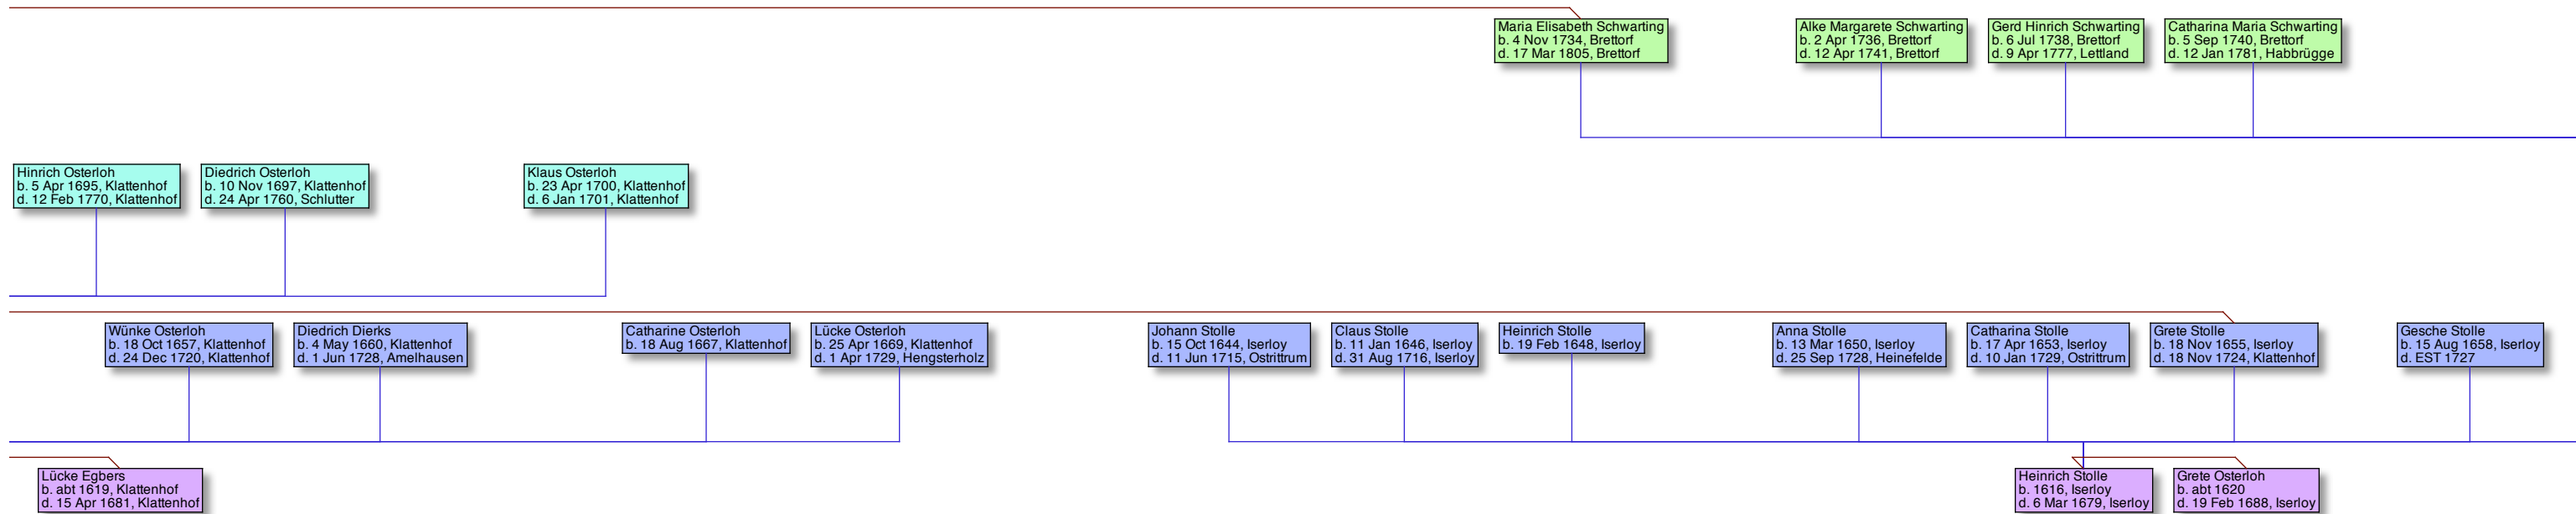 Maria Elisabeth Schwarting
b. 4 Nov 1734, Brettorf
d. 17 Mar 1805, Brettorf
Alke Margarete Schwarting
b. 2 Apr 1736, Brettorf
d. 12 Apr 1741, Brettorf
Gerd Hinrich Schwarting
b. 6 Jul 1738, Brettorf
d. 9 Apr 1777, Lettland
Catharina Maria Schwarting
b. 5 Sep 1740, Brettorf
d. 12 Jan 1781, Habbrügge
Hinrich Osterloh
b. 5 Apr 1695, Klattenhof
d. 12 Feb 1770, Klattenhof
Diedrich Osterloh
b. 10 Nov 1697, Klattenhof
d. 24 Apr 1760, Schlutter
Klaus Osterloh
b. 23 Apr 1700, Klattenhof
d. 6 Jan 1701, Klattenhof
Wünke Osterloh
b. 18 Oct 1657, Klattenhof
d. 24 Dec 1720, Klattenhof
Diedrich Dierks
b. 4 May 1660, Klattenhof
d. 1 Jun 1728, Amelhausen
Catharine Osterloh
b. 18 Aug 1667, Klattenhof
Lücke Osterloh
b. 25 Apr 1669, Klattenhof
d. 1 Apr 1729, Hengsterholz
Johann Stolle
b. 15 Oct 1644, Iserloy
d. 11 Jun 1715, Ostrittrum
Claus Stolle
b. 11 Jan 1646, Iserloy
d. 31 Aug 1716, Iserloy
Heinrich Stolle
b. 19 Feb 1648, Iserloy
Anna Stolle
b. 13 Mar 1650, Iserloy
d. 25 Sep 1728, Heinefelde
Catharina Stolle
b. 17 Apr 1653, Iserloy
d. 10 Jan 1729, Ostrittrum
Grete Stolle
b. 18 Nov 1655, Iserloy
d. 18 Nov 1724, Klattenhof
Gesche Stolle
b. 15 Aug 1658, Iserloy
d. EST 1727
Lücke Egbers
b. abt 1619, Klattenhof
d. 15 Apr 1681, Klattenhof
Heinrich Stolle
b. 1616, Iserloy
d. 6 Mar 1679, Iserloy
Grete Osterloh
b. abt 1620
d. 19 Feb 1688, Iserloy